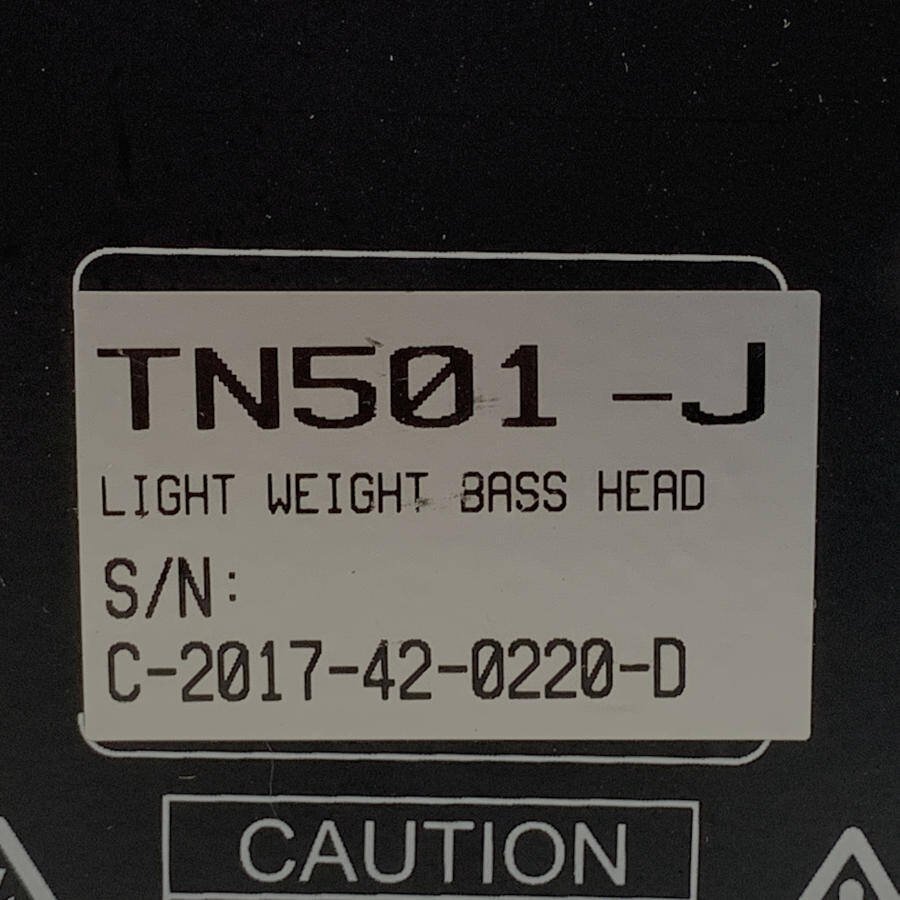 TN501 -J
LIGHT WEIGHT BASS HEAD
S/N:
C-2017-42-0220-D
CAUTION